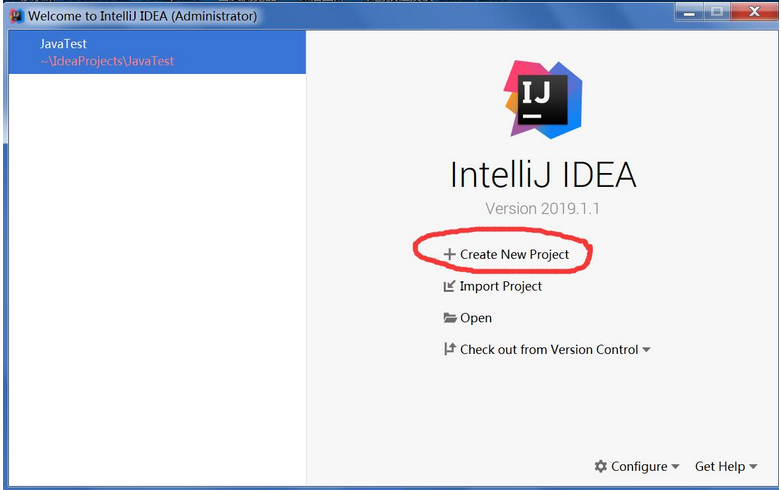 Welcome to IntelliJ IDEA (Administrator)
JavaTest
~\IdeaProjects\JavaTest
IJ
IntelliJ IDEA
Version 2019.1.1
Create New Project
Import Project
Open
Check out from Version Control
Configure
Get Help